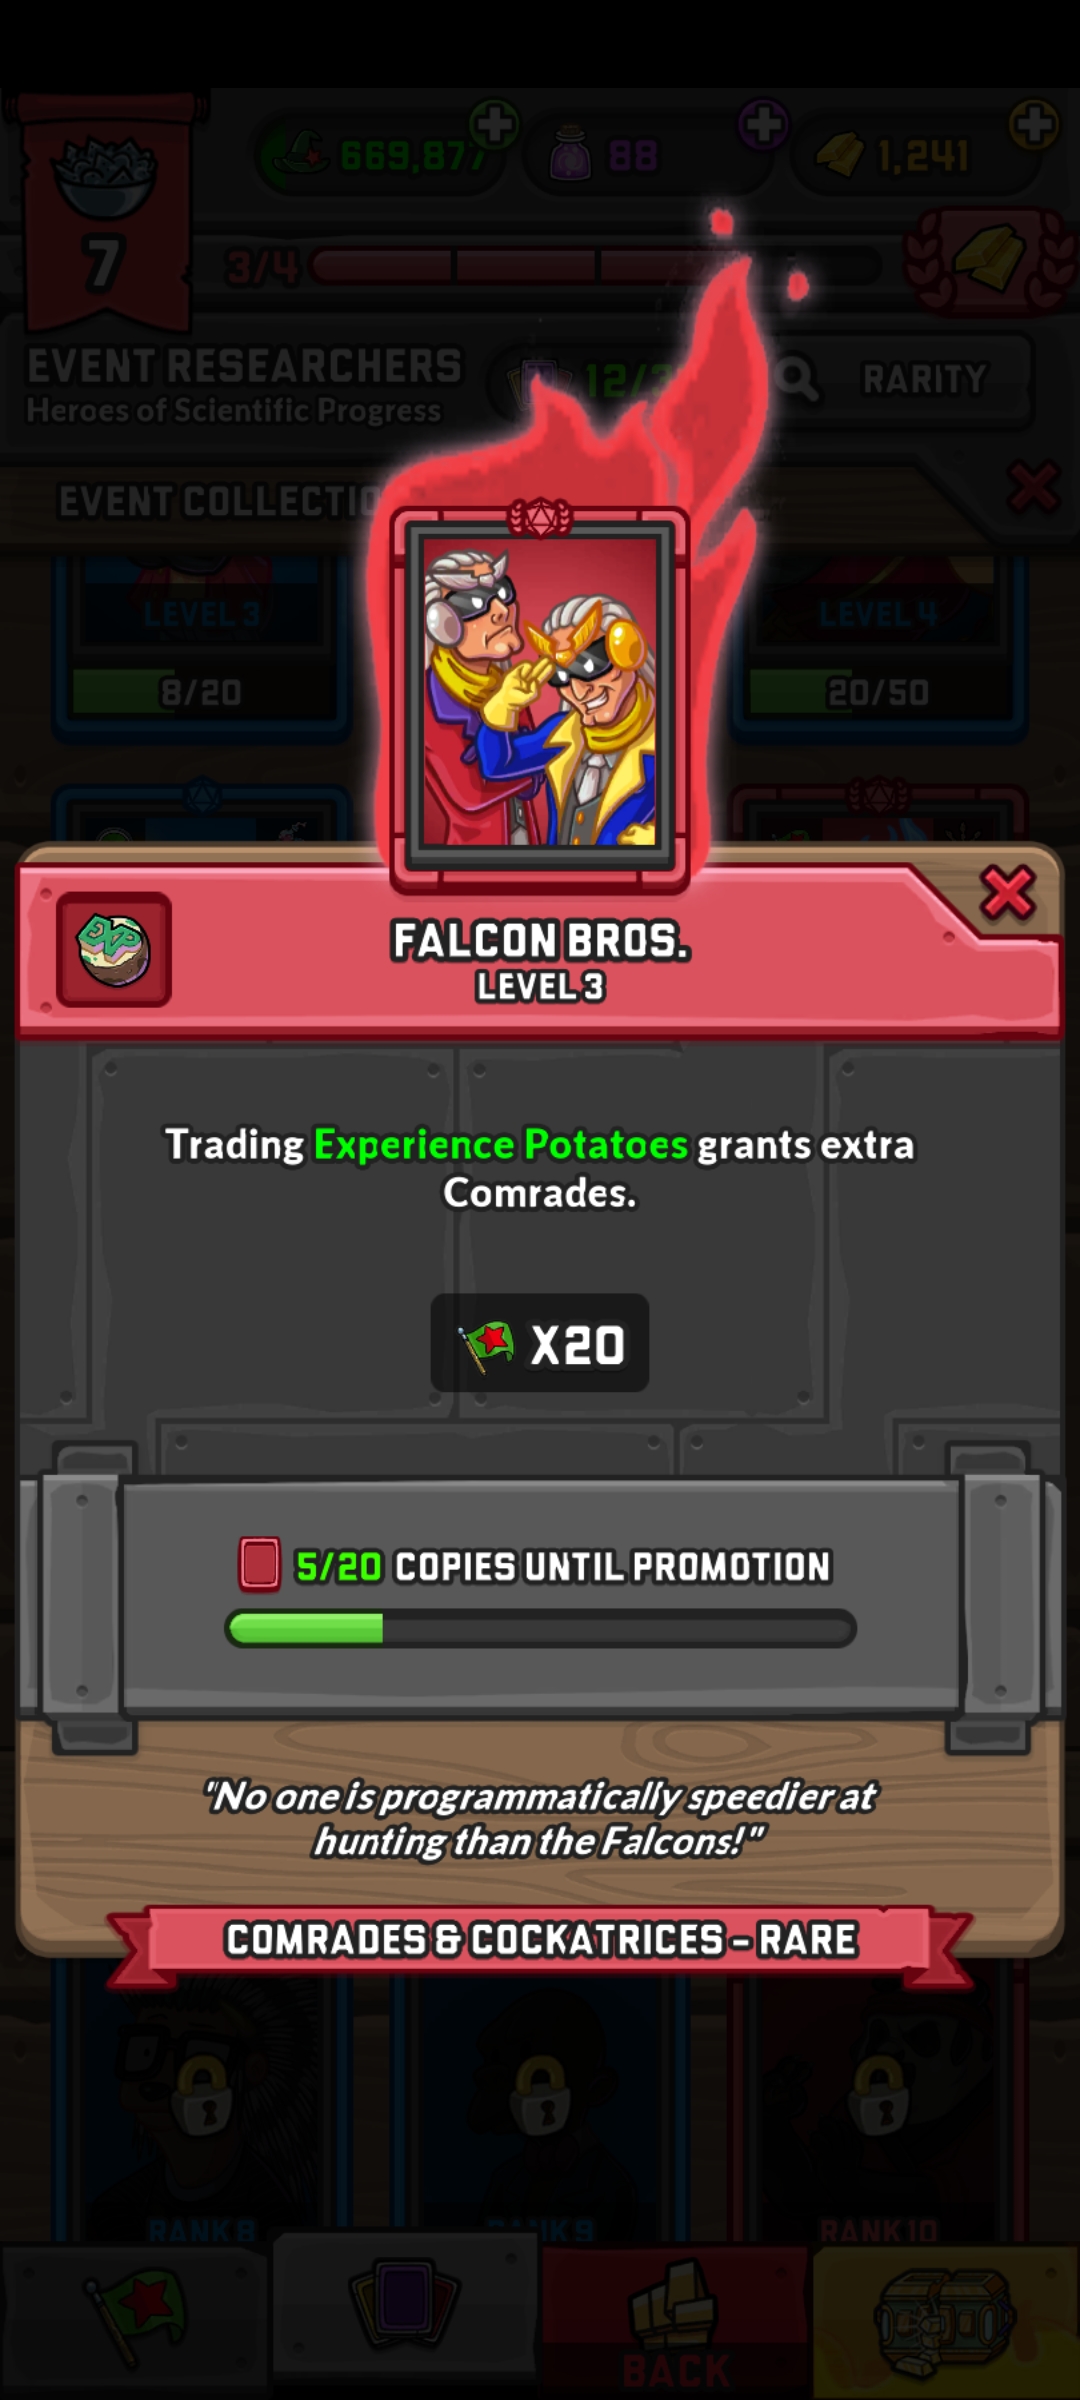 669,877
88
1,241
7
3/4
EVENT RESEARCHERS
Heroes of Scientific Progress
RARITY
LEVEL 3
LEVEL 4
8/20
20/50
EXP
FALCON BROS.
LEVEL 3
Trading Experience Potatoes grants extra
Comrades.
X20
5/20 COPIES UNTIL PROMOTION
"No one is programmatically speedier at
hunting than the Falcons!"
COMRADES & COCKATRICES - RARE
RANK 8
RANK 9
RANK 10
BACK